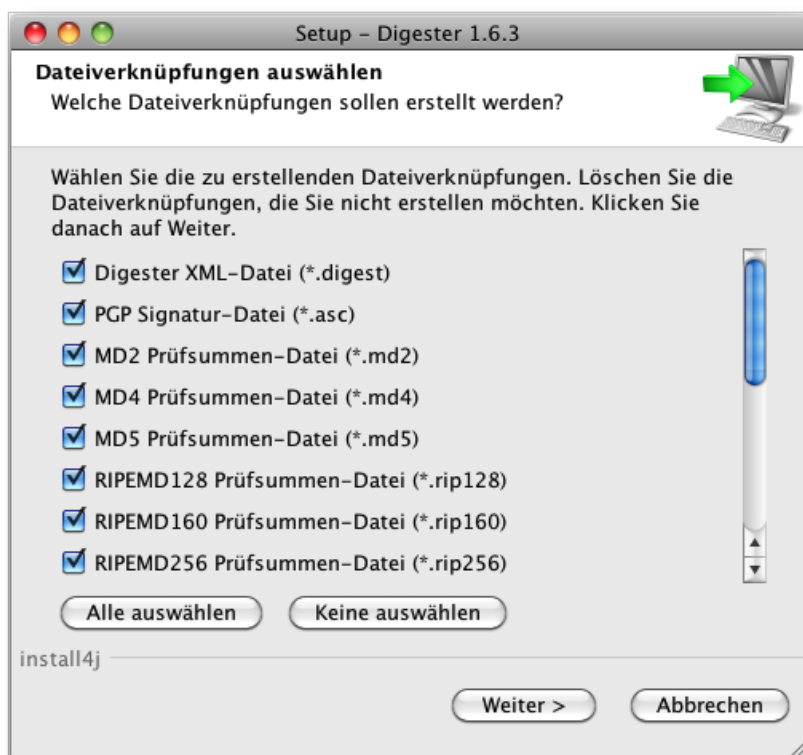 Setup – Digester 1.6.3
Dateiverknüpfungen auswählen
Welche Dateiverknüpfungen sollen erstellt werden?
Wählen Sie die zu erstellenden Dateiverknüpfungen. Löschen Sie die
Dateiverknüpfungen, die Sie nicht erstellen möchten. Klicken Sie
danach auf Weiter.
Digester XML-Datei (*.digest)
PGP Signatur-Datei (*.asc)
MD2 Prüfsummen-Datei (*.md2)
MD4 Prüfsummen-Datei (*.md4)
MD5 Prüfsummen-Datei (*.md5)
RIPEMD128 Prüfsummen-Datei (*.rip128)
RIPEMD160 Prüfsummen-Datei (*.rip160)
RIPEMD256 Prüfsummen-Datei (*.rip256)
Alle auswählen Keine auswählen
install4j
Weiter > Abbrechen